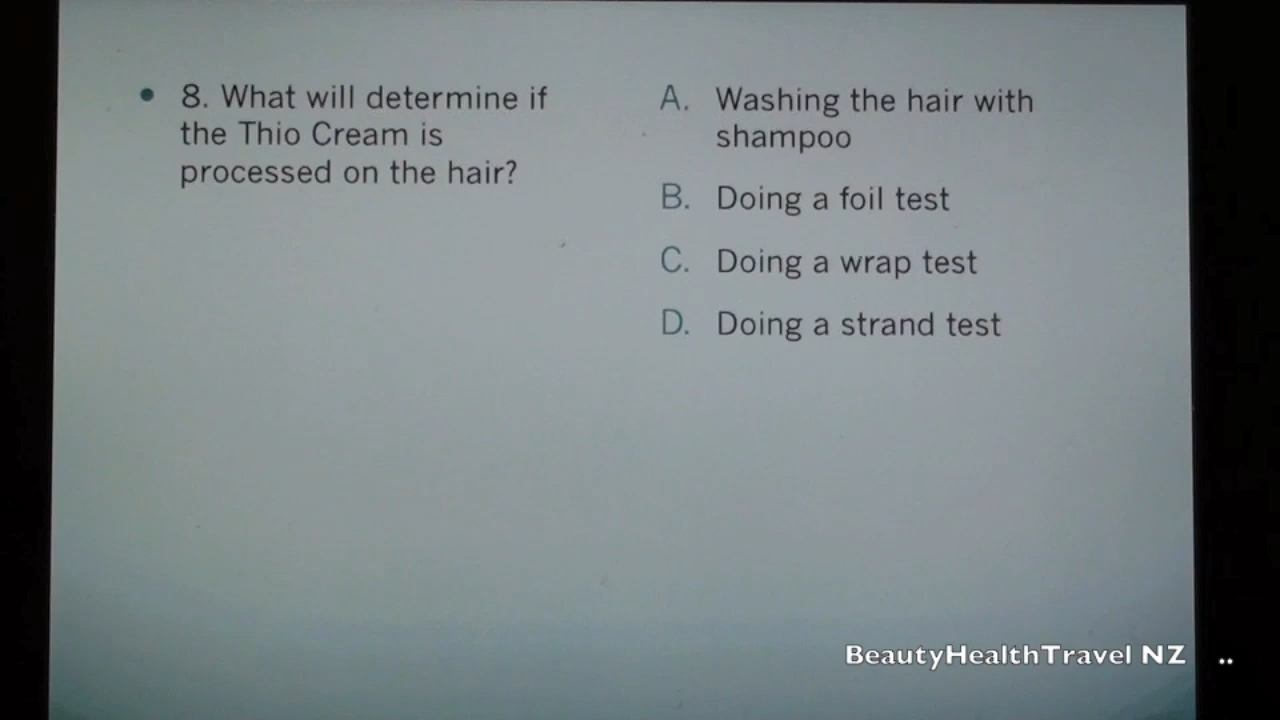 • 8. What will determine if
the Thio Cream is
processed on the hair?
A. Washing the hair with
shampoo
B. Doing a foil test
C. Doing a wrap test
D. Doing a strand test
BeautyHealthTravel NZ ..